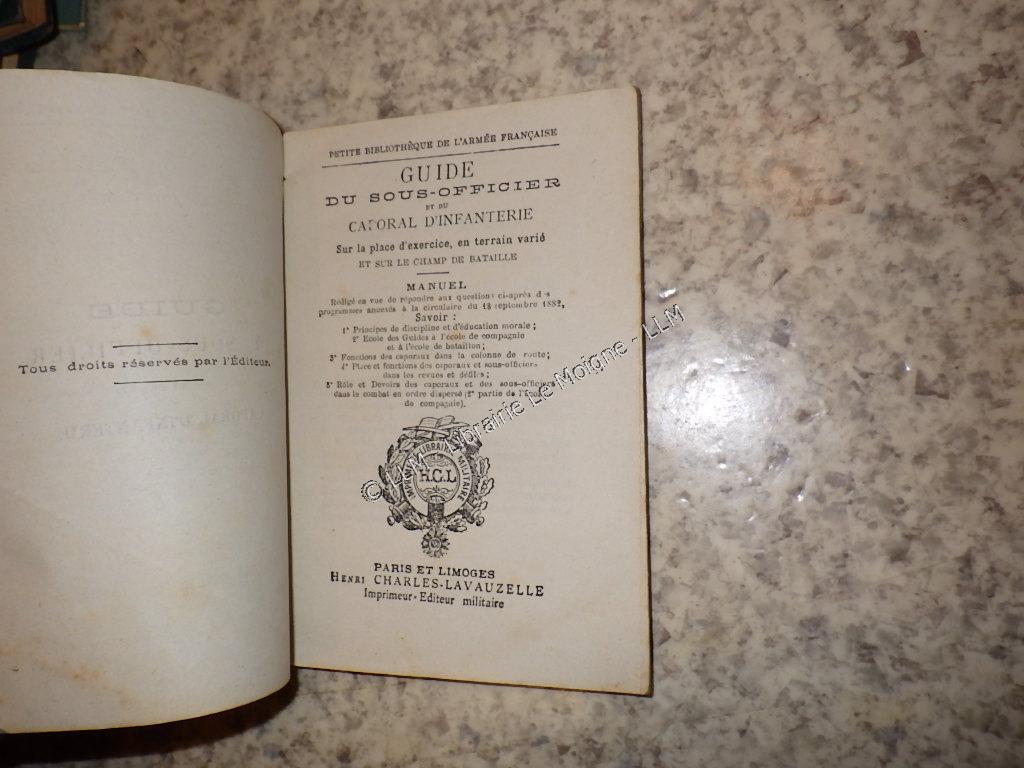 Tous droits réservés par l'Éditeur.
PETITE BIBLIOTHÈQUE DE L'ARMÉE FRANÇAISE
GUIDE
DU SOUS-OFFICIER
ET DU
CAPORAL D'INFANTERIE
Sur la place d'exercice, en terrain varié
ET SUR LE CHAMP DE BATAILLE
MANUEL
Rédigé en vue de répondre aux questions ci-après des
programmes annexés à la circulaire du 18 septembre 1882,
Savoir :
1° Principes de discipline et d'éducation morale ;
2° Ecole des Guides à l'école de compagnie
et à l'école de bataillon ;
3° Fonctions des caporaux dans la colonne de route ;
4° Place et fonctions des caporaux et sous-officiers
dans les revues et défilés ;
5° Rôle et Devoirs des caporaux et des sous-officiers
dans le combat en ordre dispersé (2° partie de l'école
de compagnie).
LIBRAIRIE MILITAIRE
H.C.L
PARIS ET LIMOGES
HENRI CHARLES-LAVAUZELLE
Imprimeur-Editeur militaire
© LLM - Librairie Le Moigne - LLM
GUIDE